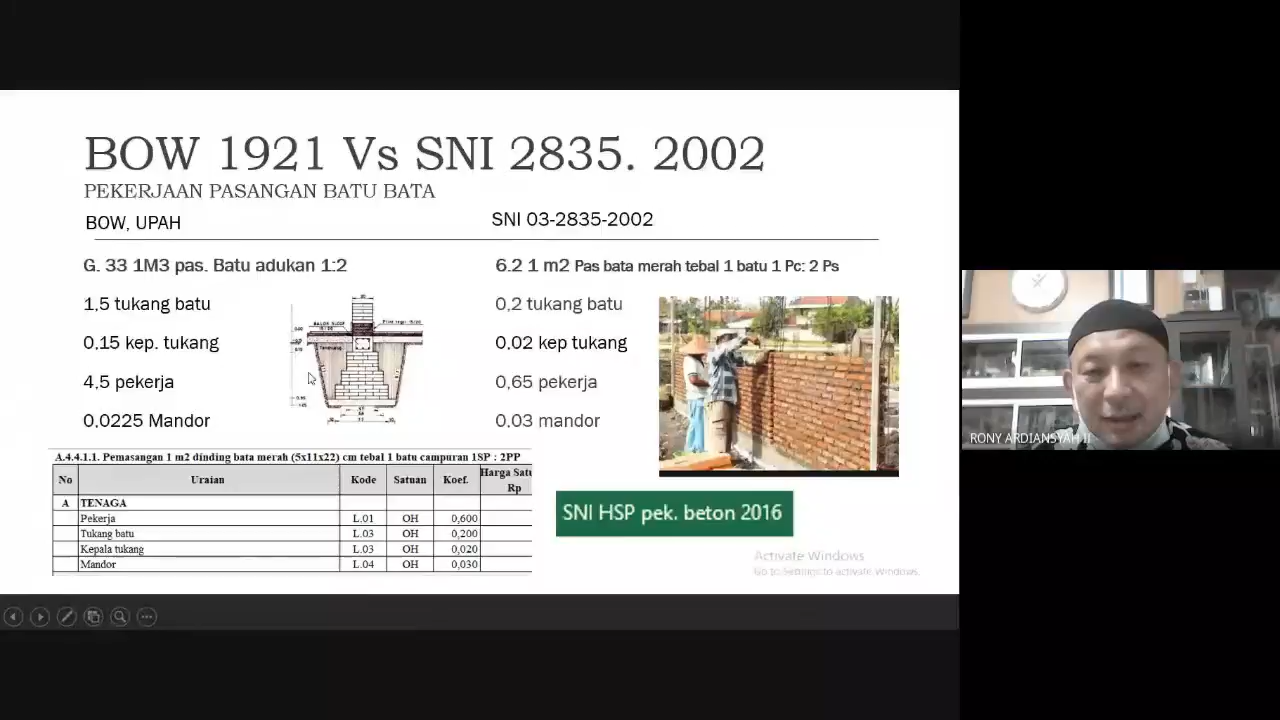 BOW 1921 Vs SNI 2835. 2002
PEKERJAAN PASANGAN BATU BATA
BOW, UPAH
SNI 03-2835-2002
G. 33 1M3 pas. Batu adukan 1:2
1,5 tukang batu
0.15 kep. tukang
4,5 pekerja
0,0225 Mandor
6.2 1 m2 Pas bata merah tebal 1 batu 1 Pc: 2 Ps
0,2 tukang batu
0,02 kep tukang
0,65 pekerja
0.03 mandor
A.4.4.1.1. Pemasangan 1 m2 dinding bata merah (5x11x22) cm tebal 1 batu campuran 1SP : 2PP
No Uraian Kode Satuan Koef. Harga Satu
Rp
A TENAGA
Pekerja L.01 OH 0,600
Tukang batu L.03 OH 0,200
Kepala tukang L.03 OH 0,020
Mandor L.04 OH 0,030
SNI HSP pek. beton 2016
Activate Windows
Go to Settings to activate Windows.
RONY ARDIANSYAH IJ